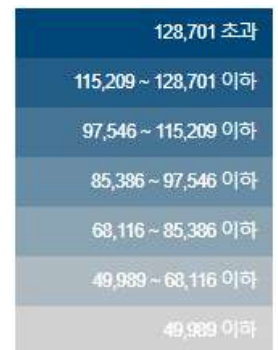 128,701 초과
115,209 ~ 128,701 이하
97,546 ~ 115,209 이하
85,386 ~ 97,546 이하
68,116 ~ 85,386 이하
49,989 ~ 68,116 이하
49,989 이하